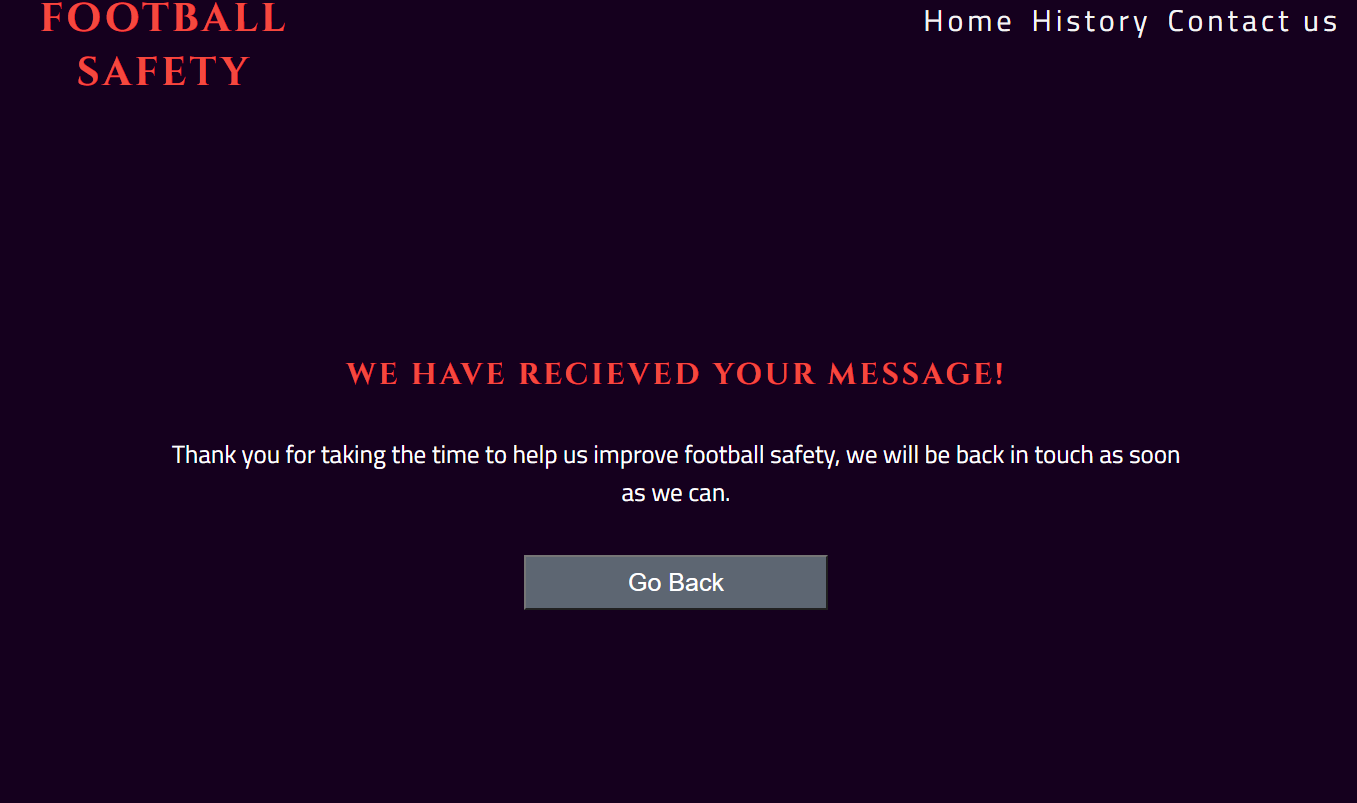 FOOTBALL
SAFETY
Home History Contact us
WE HAVE RECIEVED YOUR MESSAGE!
Thank you for taking the time to help us improve football safety, we will be back in touch as soon
as we can.
Go Back